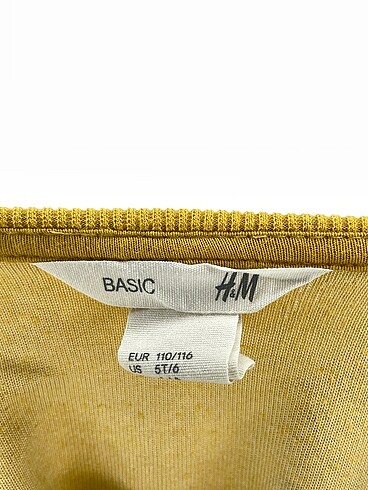 BASIC H&M
EUR 110/116
US 5T/6